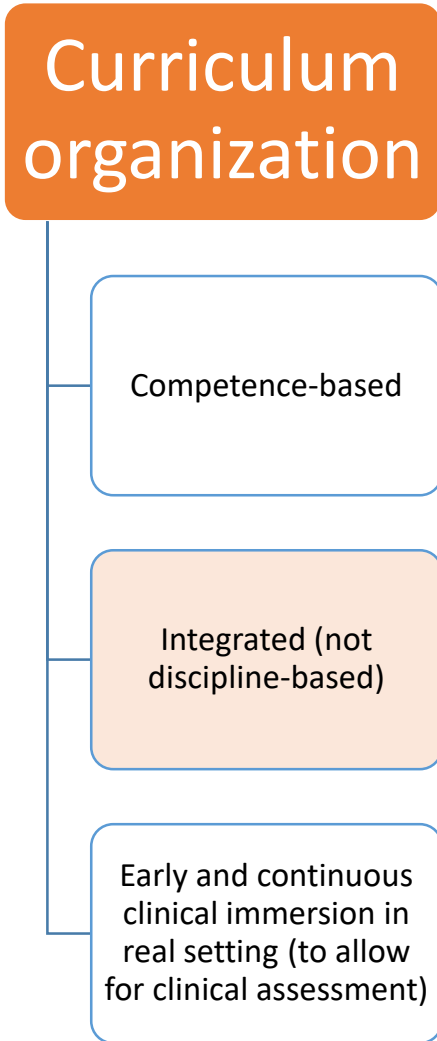 Curriculum
organization
Competence-based
Integrated (not
discipline-based)
Early and continuous
clinical immersion in
real setting (to allow
for clinical assessment)